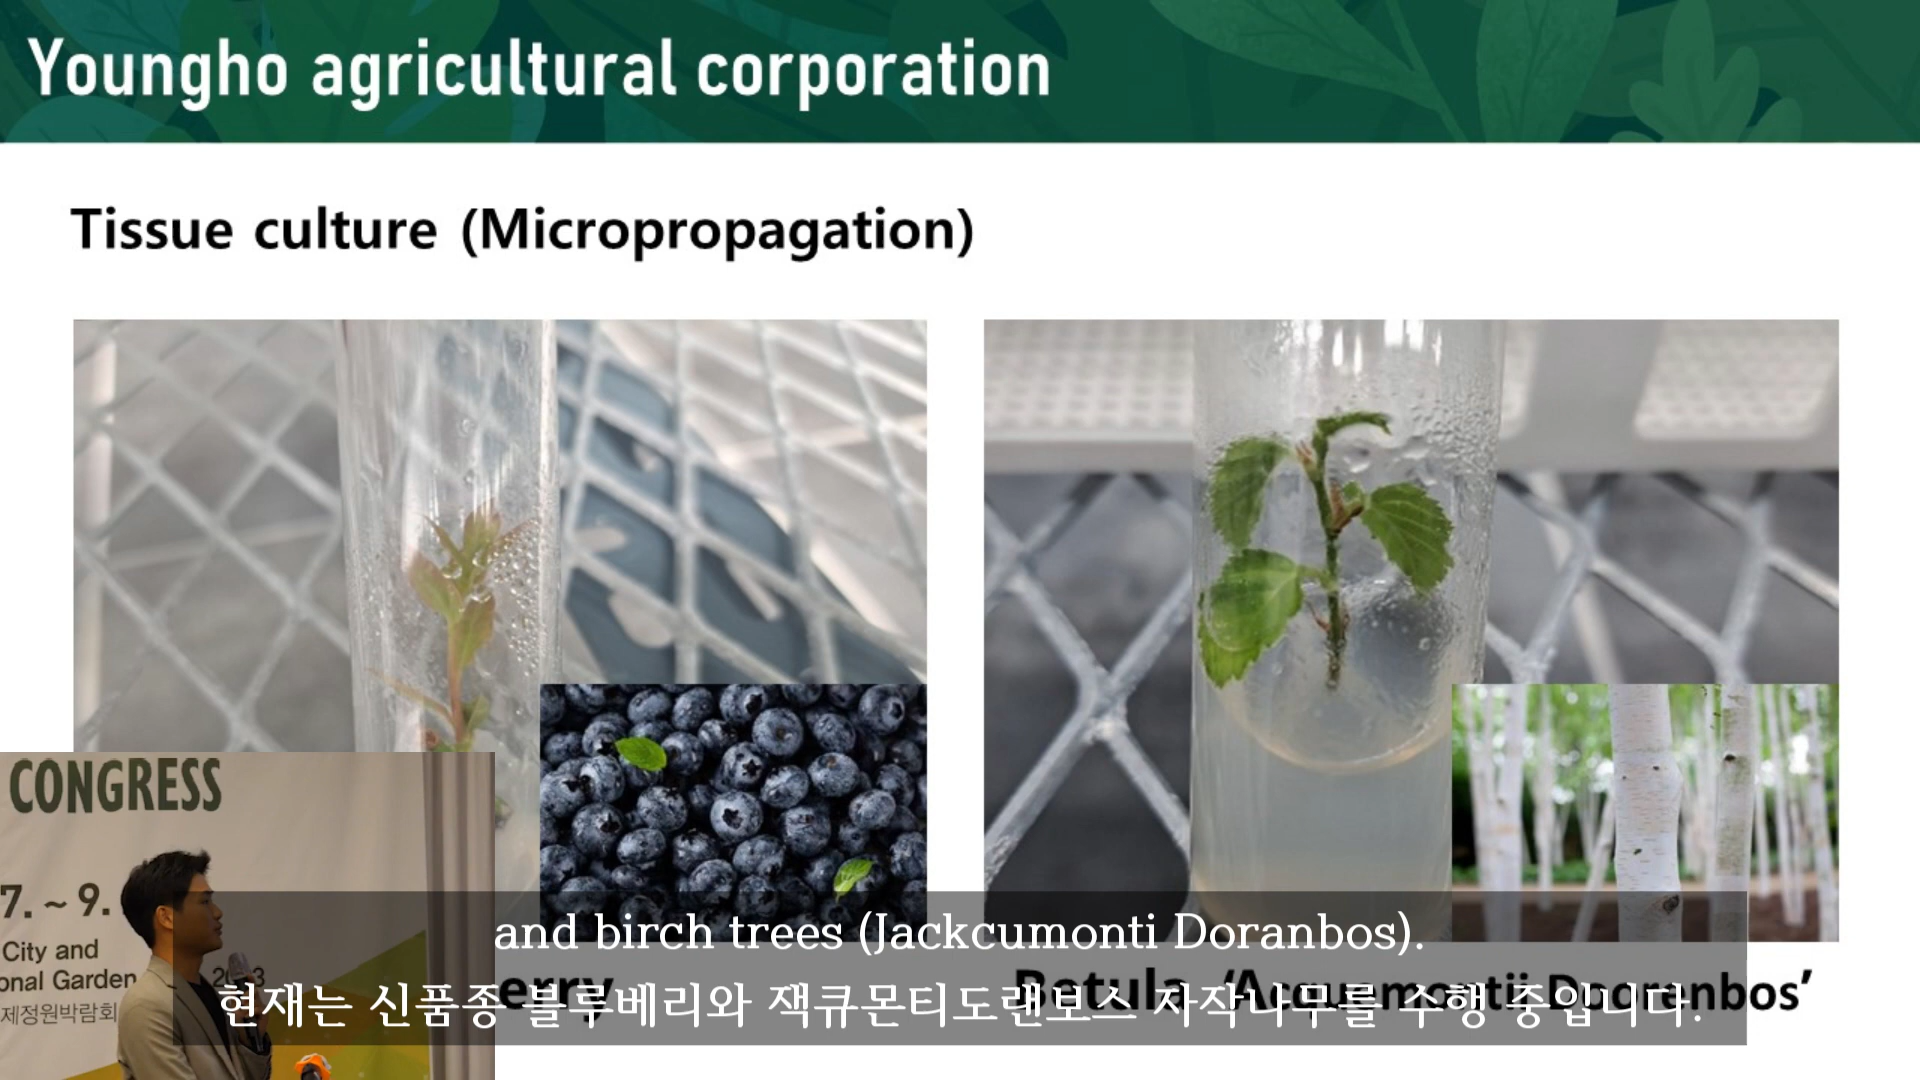 Youngho agricultural corporation
Tissue culture (Micropropagation)
CONGRESS
7. ~ 9.
City and
onal Garden
제정원박람회
and birch trees (Jackcumonti Doranbos).
현재는 신품종 블루베리와 잭큐몬티도랜보스 자작나무를 수행 중입니다.
erry
Betula 'Acquemontii Doorenbos'